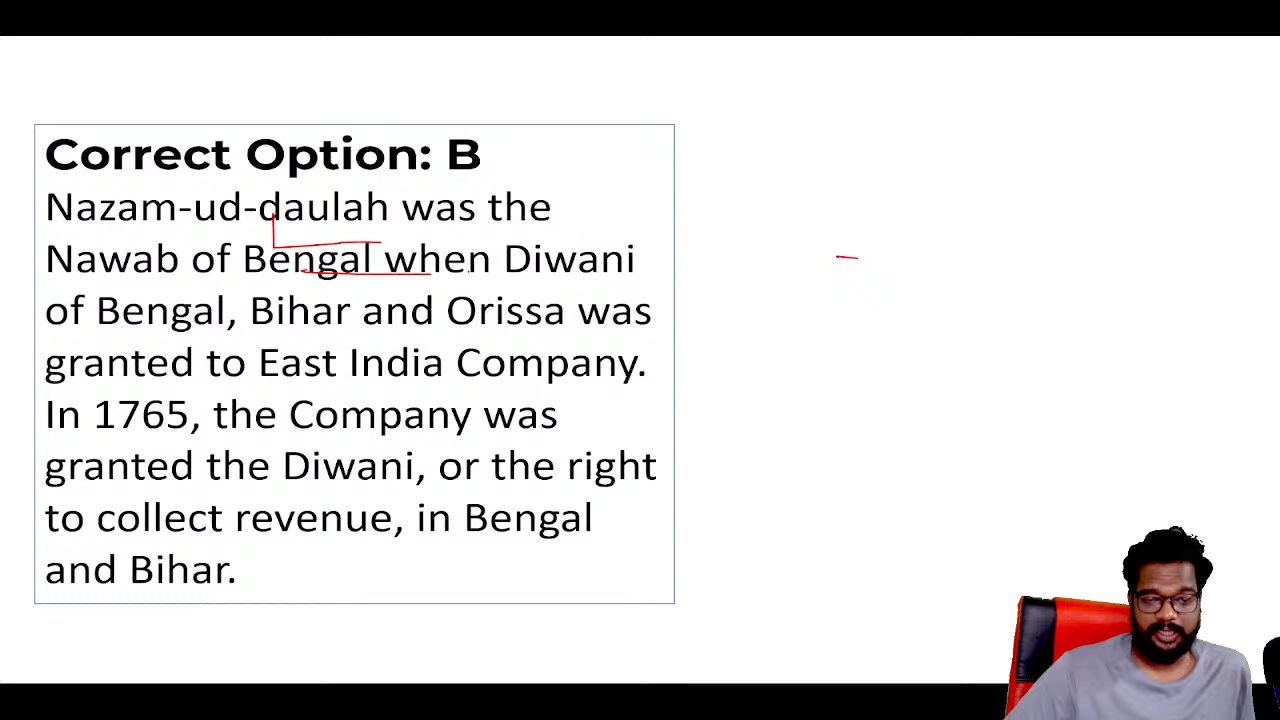 Correct Option: B
Nazam-ud-daulah was the
Nawab of Bengal when Diwani
of Bengal, Bihar and Orissa was
granted to East India Company.
In 1765, the Company was
granted the Diwani, or the right
to collect revenue, in Bengal
and Bihar.